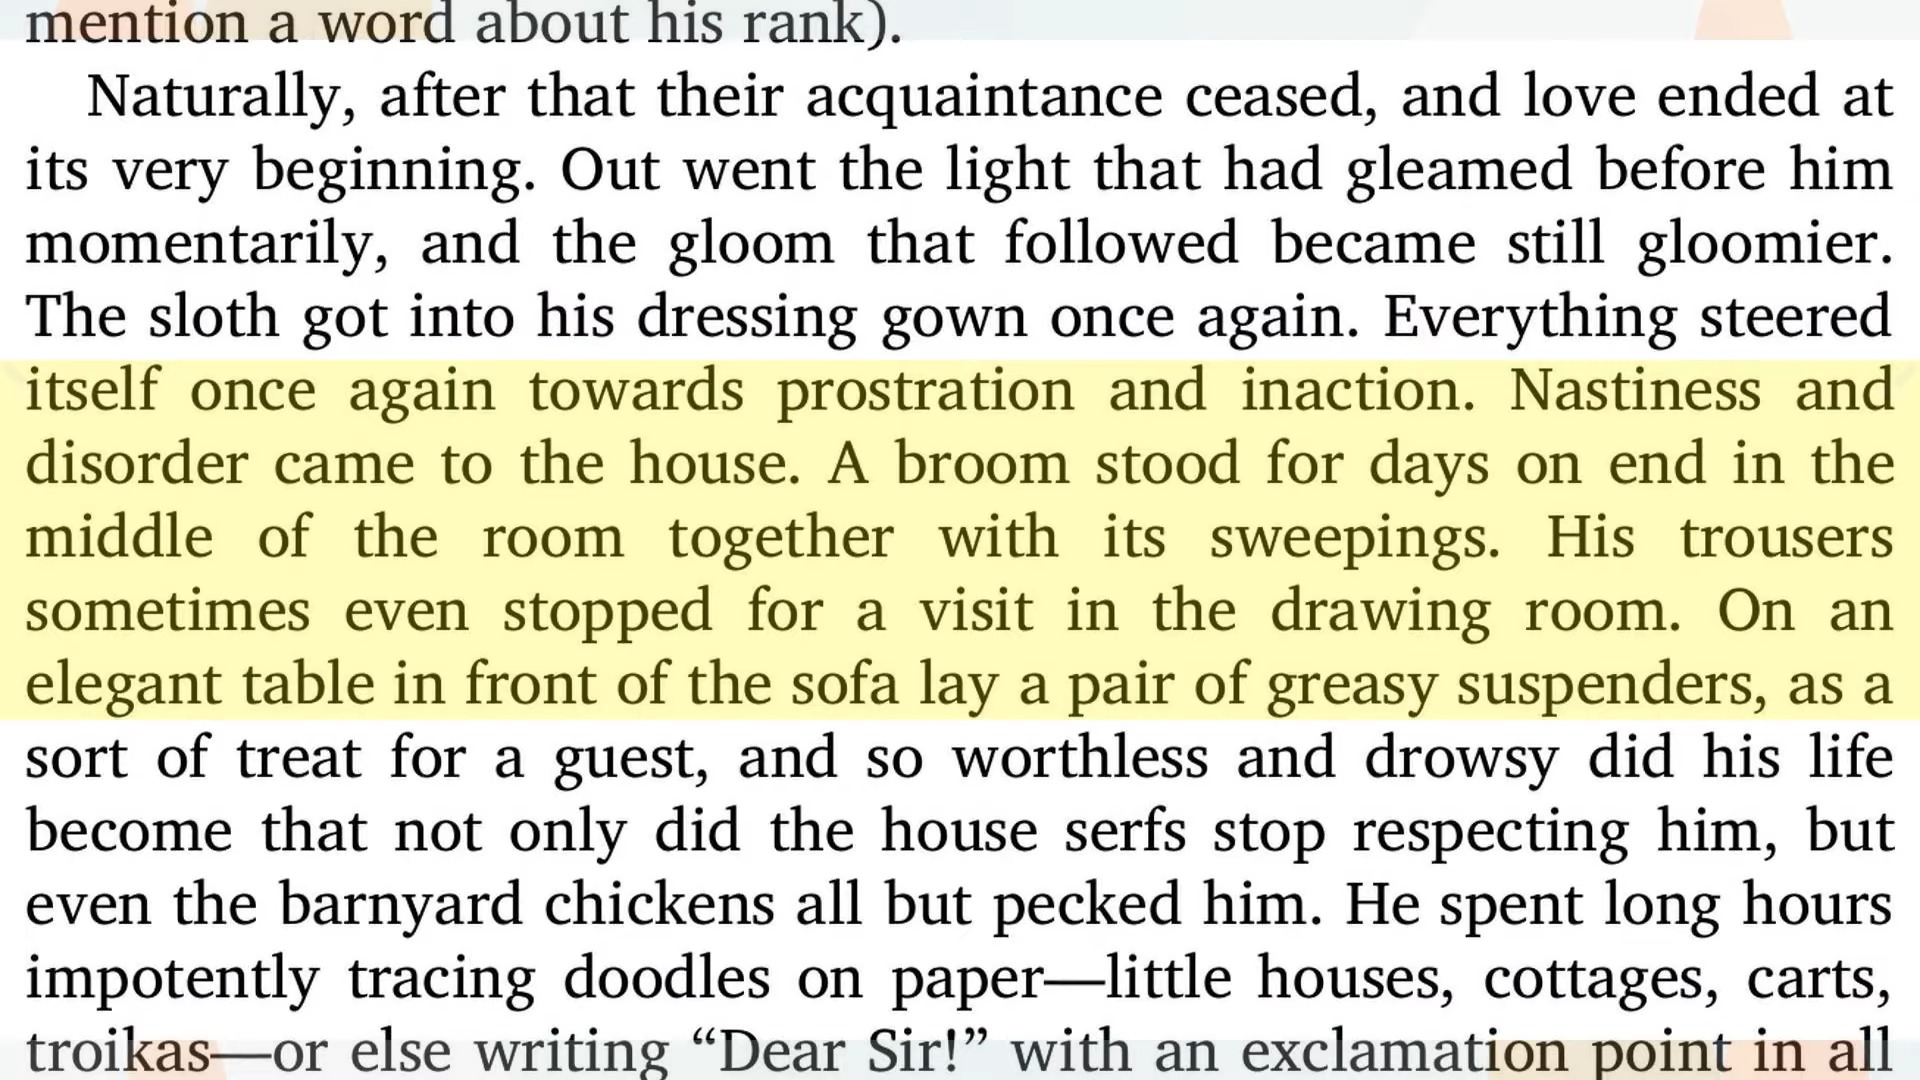 mention a word about his rank).
Naturally, after that their acquaintance ceased, and love ended at
its very beginning. Out went the light that had gleamed before him
momentarily, and the gloom that followed became still gloomier.
The sloth got into his dressing gown once again. Everything steered
itself once again towards prostration and inaction. Nastiness and
disorder came to the house. A broom stood for days on end in the
middle of the room together with its sweepings. His trousers
sometimes even stopped for a visit in the drawing room. On an
elegant table in front of the sofa lay a pair of greasy suspenders, as a
sort of treat for a guest, and so worthless and drowsy did his life
become that not only did the house serfs stop respecting him, but
even the barnyard chickens all but pecked him. He spent long hours
impotently tracing doodles on paper—little houses, cottages, carts,
troikas—or else writing “Dear Sir!” with an exclamation point in all